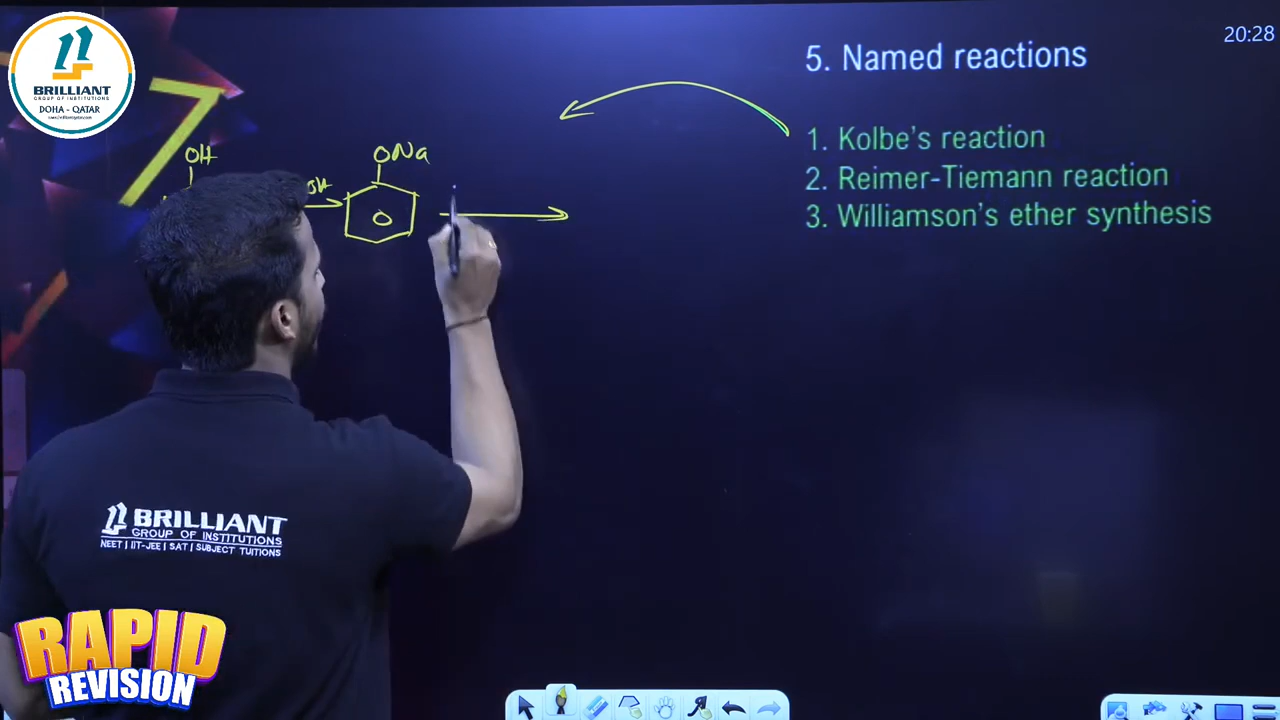 BRILLIANT
GROUP OF INSTITUTIONS
DOHA - QATAR
20:28
5. Named reactions
1. Kolbe's reaction
2. Reimer-Tiemann reaction
3. Williamson's ether synthesis
OH
ONa
BRILLIANT
GROUP OF INSTITUTIONS
NEET | IIT-JEE | SAT | SUBJECT TUITIONS
RAPID
REVISION